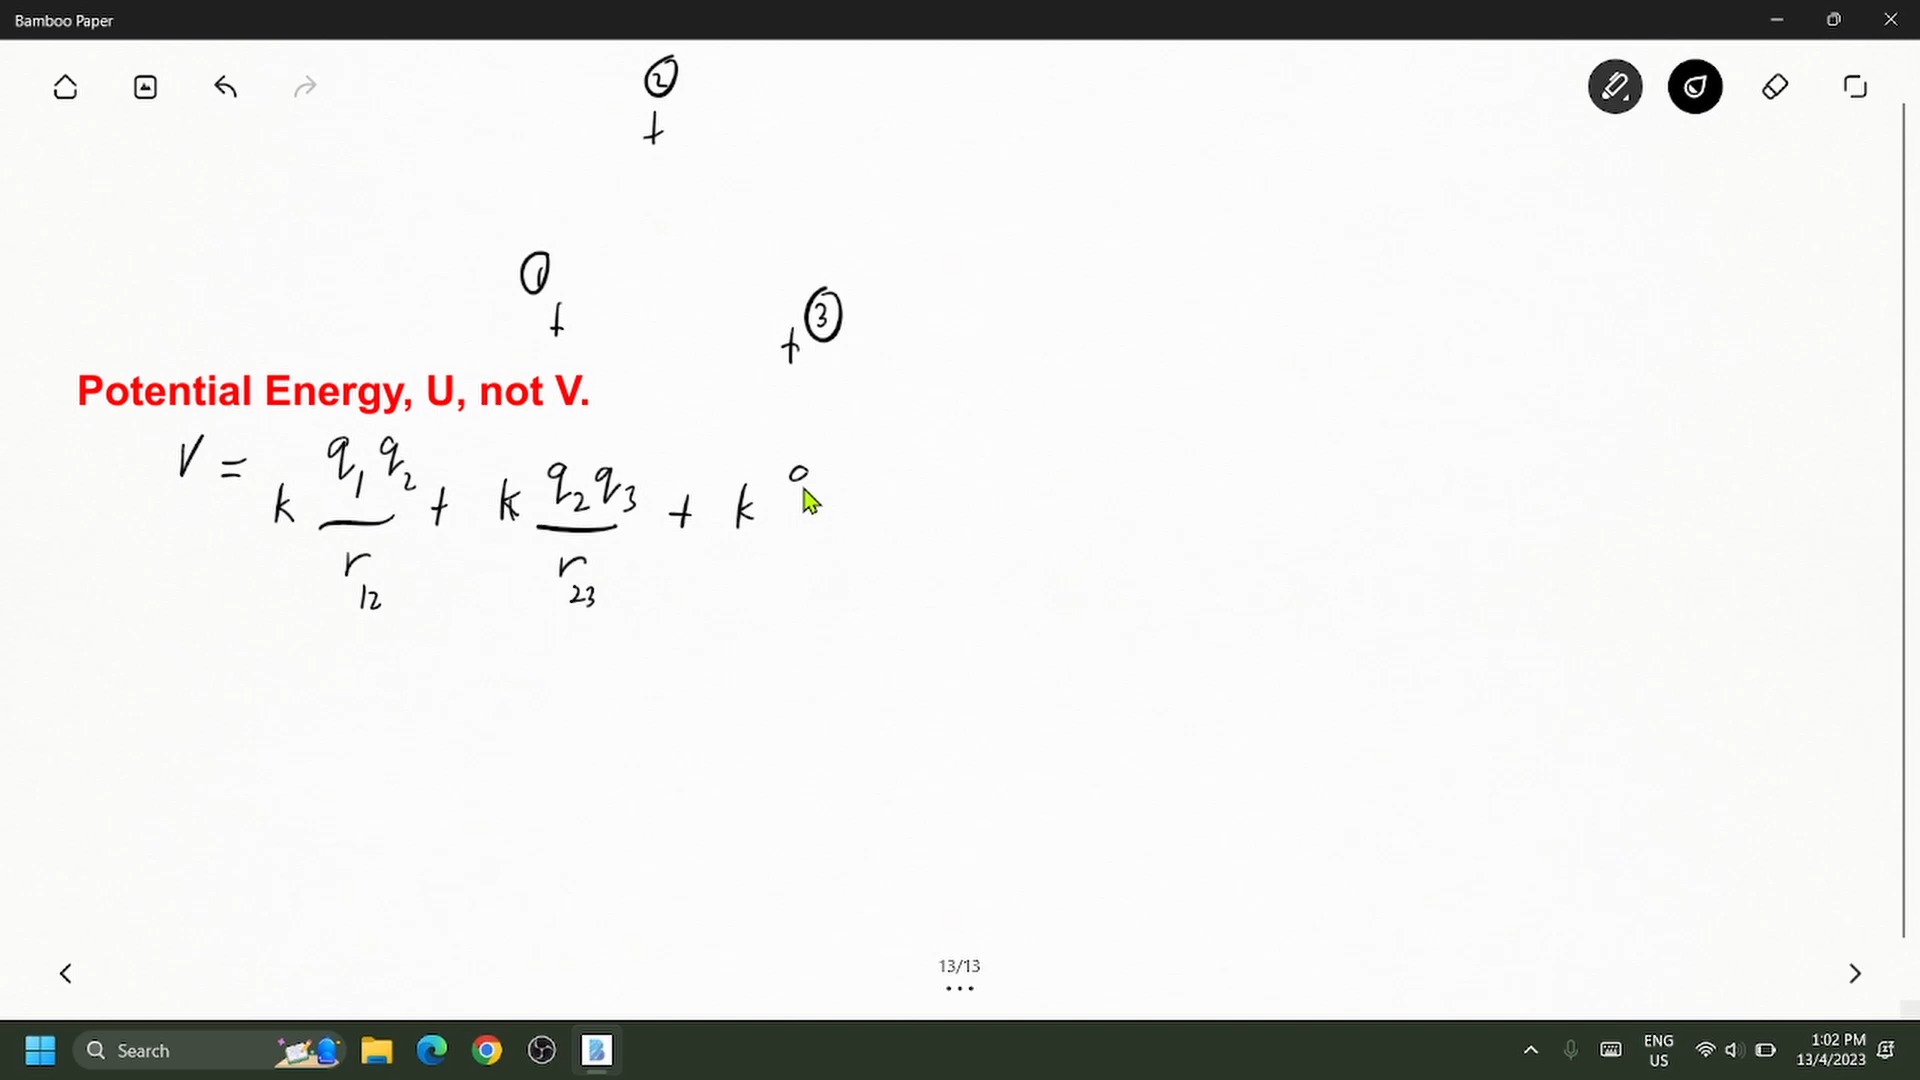 Bamboo Paper
2
+
1
+
3
+
Potential Energy, U, not V.
V = k q₁q₂ / r₁₂ + k q₂q₃ / r₂₃ + k
13/13
Search
ENG
US
1:02 PM
13/4/2023